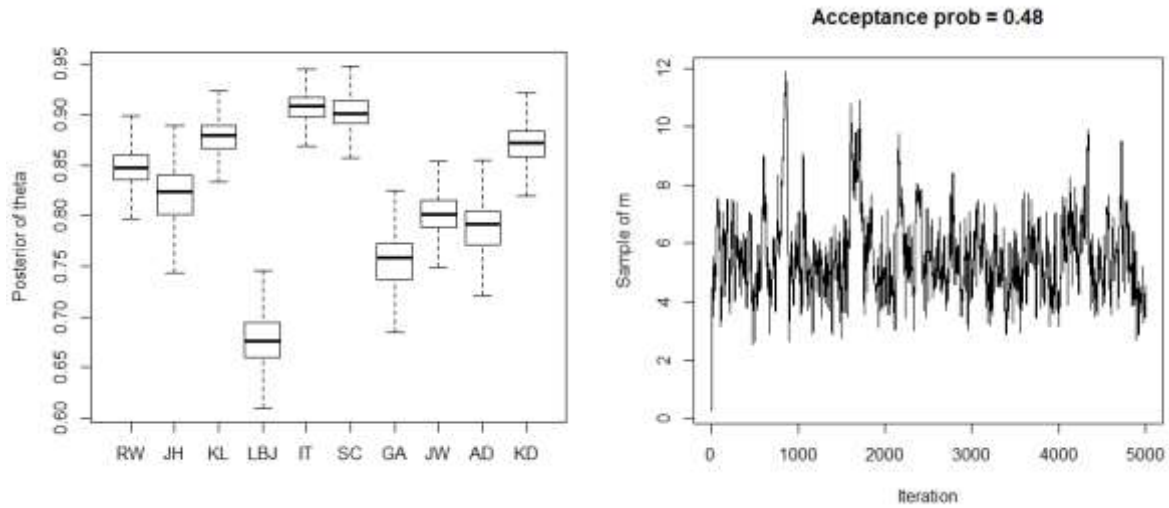 Posterior of theta
0.95
0.90
0.85
0.80
0.75
0.70
0.65
0.60
RW JH KL LBJ IT SC GA JW AD KD
Acceptance prob = 0.48
Sample of m
12
10
8
6
4
2
0
0 1000 2000 3000 4000 5000
Iteration